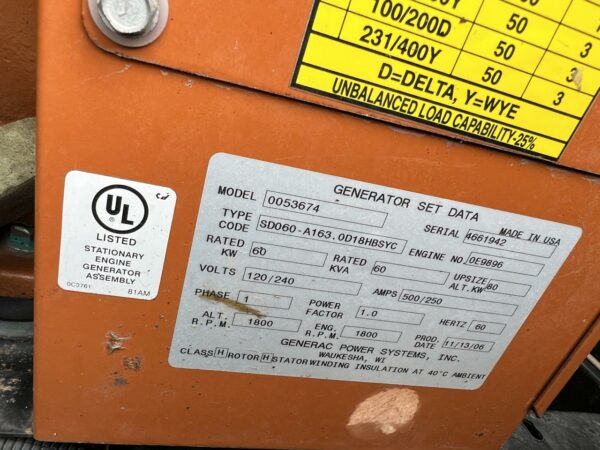 100/200D 50 3
231/400Y 50 3
50 3
D=DELTA, Y=WYE
UNBALANCED LOAD CAPABILITY-25%
UL
LISTED
STATIONARY
ENGINE
GENERATOR
ASSEMBLY
0C3761 81AM
GENERATOR SET DATA
MODEL 0053674 SERIAL 4661942 MADE IN USA
TYPE CODE SD060-A163.0D18HBSYC ENGINE NO. 0E9896
RATED KW 60 RATED KVA 60 UPSIZE ALT. KW 80
VOLTS 120/240 AMPS 500/250
PHASE 1 POWER FACTOR 1.0 HERTZ 60
ALT. R.P.M. 1800 ENG. R.P.M. 1800 PROD. DATE 11/13/06
GENERAC POWER SYSTEMS, INC.
WAUKESHA, WI
CLASS H ROTOR H STATOR WINDING INSULATION AT 40°C AMBIENT